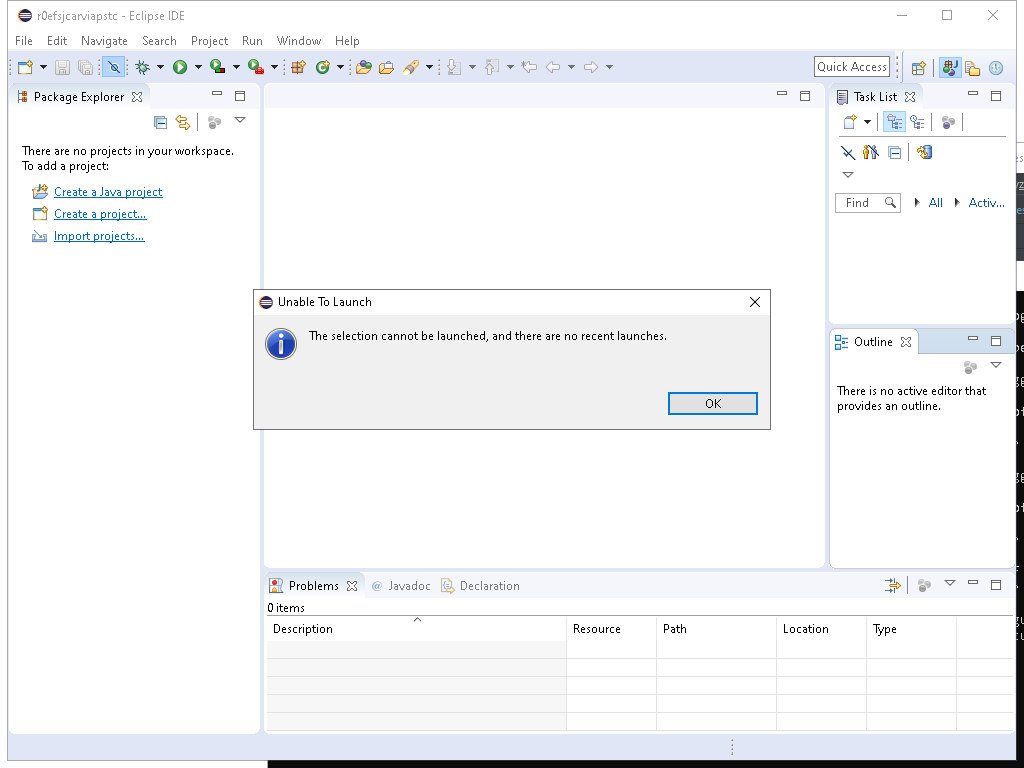 r0efsjcarviapstc - Eclipse IDE
File Edit Navigate Search Project Run Window Help
Quick Access
Package Explorer
Task List
There are no projects in your workspace.
To add a project:
Create a Java project
Create a project...
Import projects...
Find
All
Activ...
Unable To Launch
The selection cannot be launched, and there are no recent launches.
OK
Outline
There is no active editor that
provides an outline.
Problems
@ Javadoc
Declaration
0 items
Description Resource Path Location Type